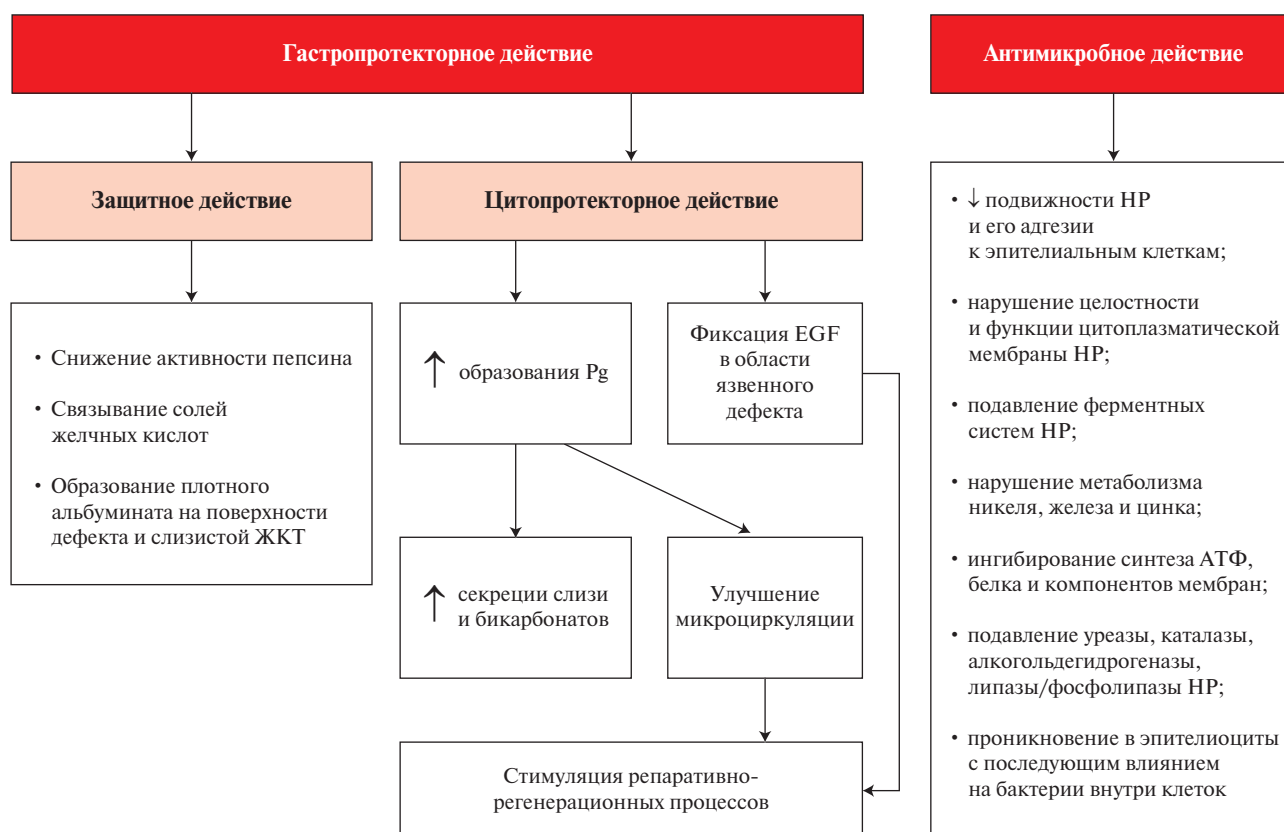 Гастропротекторное действие
Антимикробное действие
Защитное действие
Цитопротекторное действие
• Снижение активности пепсина
• Связывание солей
желчных кислот
• Образование плотного
альбумината на поверхности
дефекта и слизистой ЖКТ
↑ образования Pg
Фиксация EGF
в области
язвенного
дефекта
↑ секреции слизи
и бикарбонатов
Улучшение
микроциркуляции
Стимуляция репаративно-
регенерационных процессов
• ↓ подвижности HP
и его адгезии
к эпителиальным клеткам;
• нарушение целостности
и функции цитоплазматической
мембраны HP;
• подавление ферментных
систем HP;
• нарушение метаболизма
никеля, железа и цинка;
• ингибирование синтеза АТФ,
белка и компонентов мембран;
• подавление уреазы, каталазы,
алкогольдегидрогеназы,
липазы/фосфолипазы HP;
• проникновение в эпителиоциты
с последующим влиянием
на бактерии внутри клеток